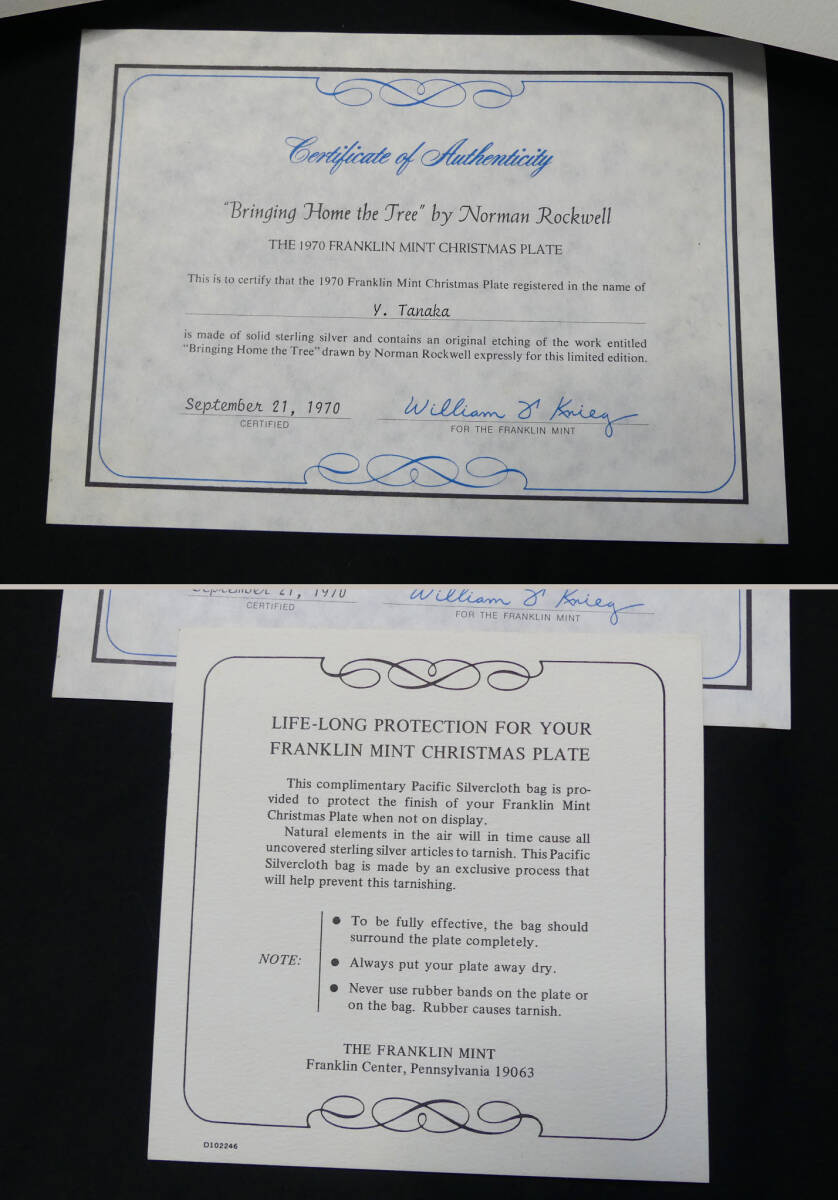 Certificate of Authenticity
"Bringing Home the Tree" by Norman Rockwell
THE 1970 FRANKLIN MINT CHRISTMAS PLATE
This is to certify that the 1970 Franklin Mint Christmas Plate registered in the name of
Y. Tanaka
is made of solid sterling silver and contains an original etching of the work entitled
"Bringing Home the Tree" drawn by Norman Rockwell expressly for this limited edition.
September 21, 1970
CERTIFIED
William T Krieg
FOR THE FRANKLIN MINT
September 21, 1970
CERTIFIED
William T Krieg
FOR THE FRANKLIN MINT
LIFE-LONG PROTECTION FOR YOUR
FRANKLIN MINT CHRISTMAS PLATE
This complimentary Pacific Silvercloth bag is pro-
vided to protect the finish of your Franklin Mint
Christmas Plate when not on display.
Natural elements in the air will in time cause all
uncovered sterling silver articles to tarnish. This Pacific
Silvercloth bag is made by an exclusive process that
will help prevent this tarnishing.
NOTE:
● To be fully effective, the bag should
surround the plate completely.
● Always put your plate away dry.
● Never use rubber bands on the plate or
on the bag. Rubber causes tarnish.
THE FRANKLIN MINT
Franklin Center, Pennsylvania 19063
D102246